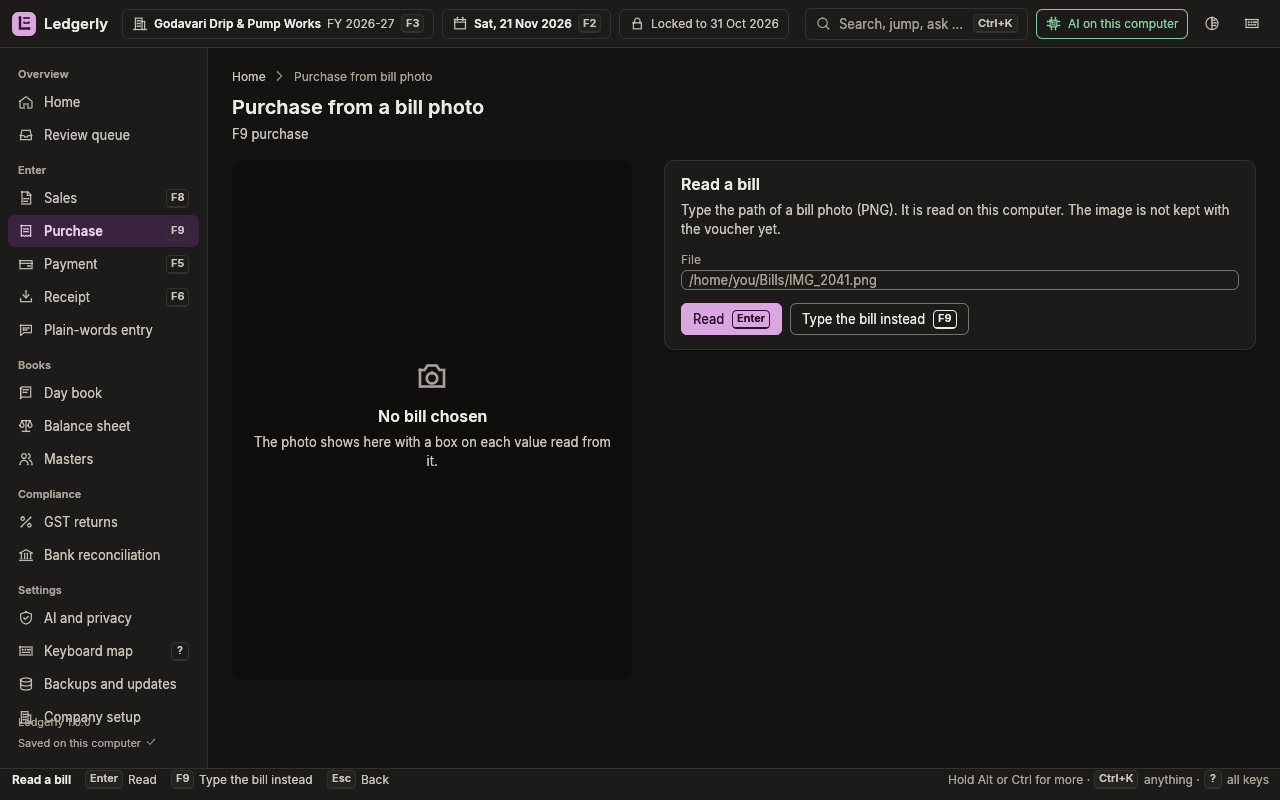 Ledgerly
Godavari Drip & Pump Works FY 2026-27 F3
Sat, 21 Nov 2026 F2
Locked to 31 Oct 2026
Search, jump, ask ... Ctrl+K
AI on this computer
Overview
Home
Review queue
Enter
Sales F8
Purchase F9
Payment F5
Receipt F6
Plain-words entry
Books
Day book
Balance sheet
Masters
Compliance
GST returns
Bank reconciliation
Settings
AI and privacy
Keyboard map ?
Backups and updates
Company setup
Ledgerly 1.0.0
Saved on this computer
Home Purchase from bill photo
Purchase from a bill photo
F9 purchase
No bill chosen
The photo shows here with a box on each value read from
it.
Read a bill
Type the path of a bill photo (PNG). It is read on this computer. The image is not kept with
the voucher yet.
File
/home/you/Bills/IMG_2041.png
Read Enter
Type the bill instead F9
Read a bill Enter Read F9 Type the bill instead Esc Back
Hold Alt or Ctrl for more · Ctrl+K anything · ? all keys